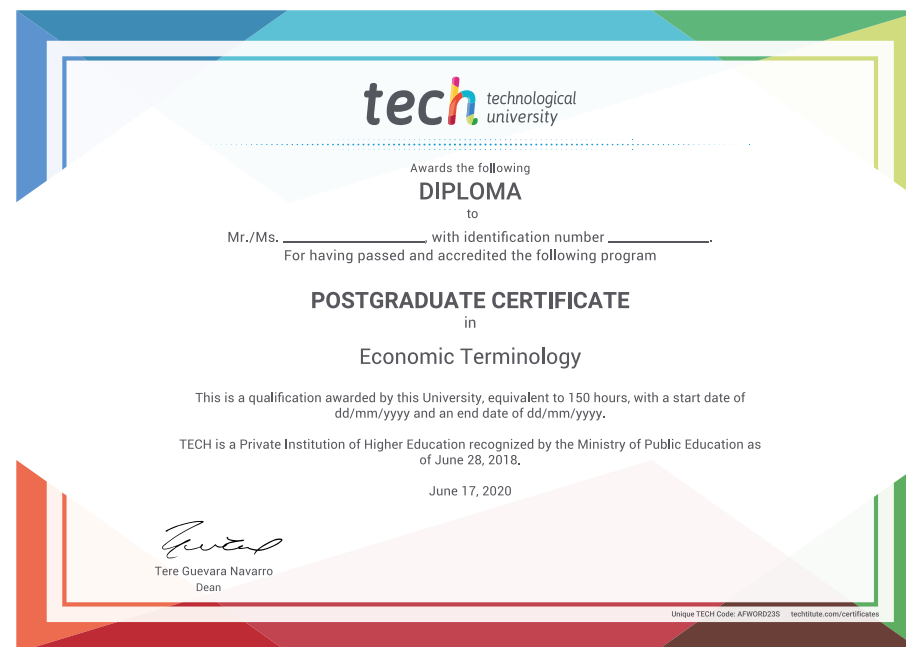 tech technological
university
Awards the following
DIPLOMA
to
Mr./Ms. ____________________, with identification number ______________.
For having passed and accredited the following program
POSTGRADUATE CERTIFICATE
in
Economic Terminology
This is a qualification awarded by this University, equivalent to 150 hours, with a start date of
dd/mm/yyyy and an end date of dd/mm/yyyy.
TECH is a Private Institution of Higher Education recognized by the Ministry of Public Education as
of June 28, 2018.
June 17, 2020
Tere Guevara Navarro
Dean
Unique TECH Code: AFWORD23S techtitute.com/certificates